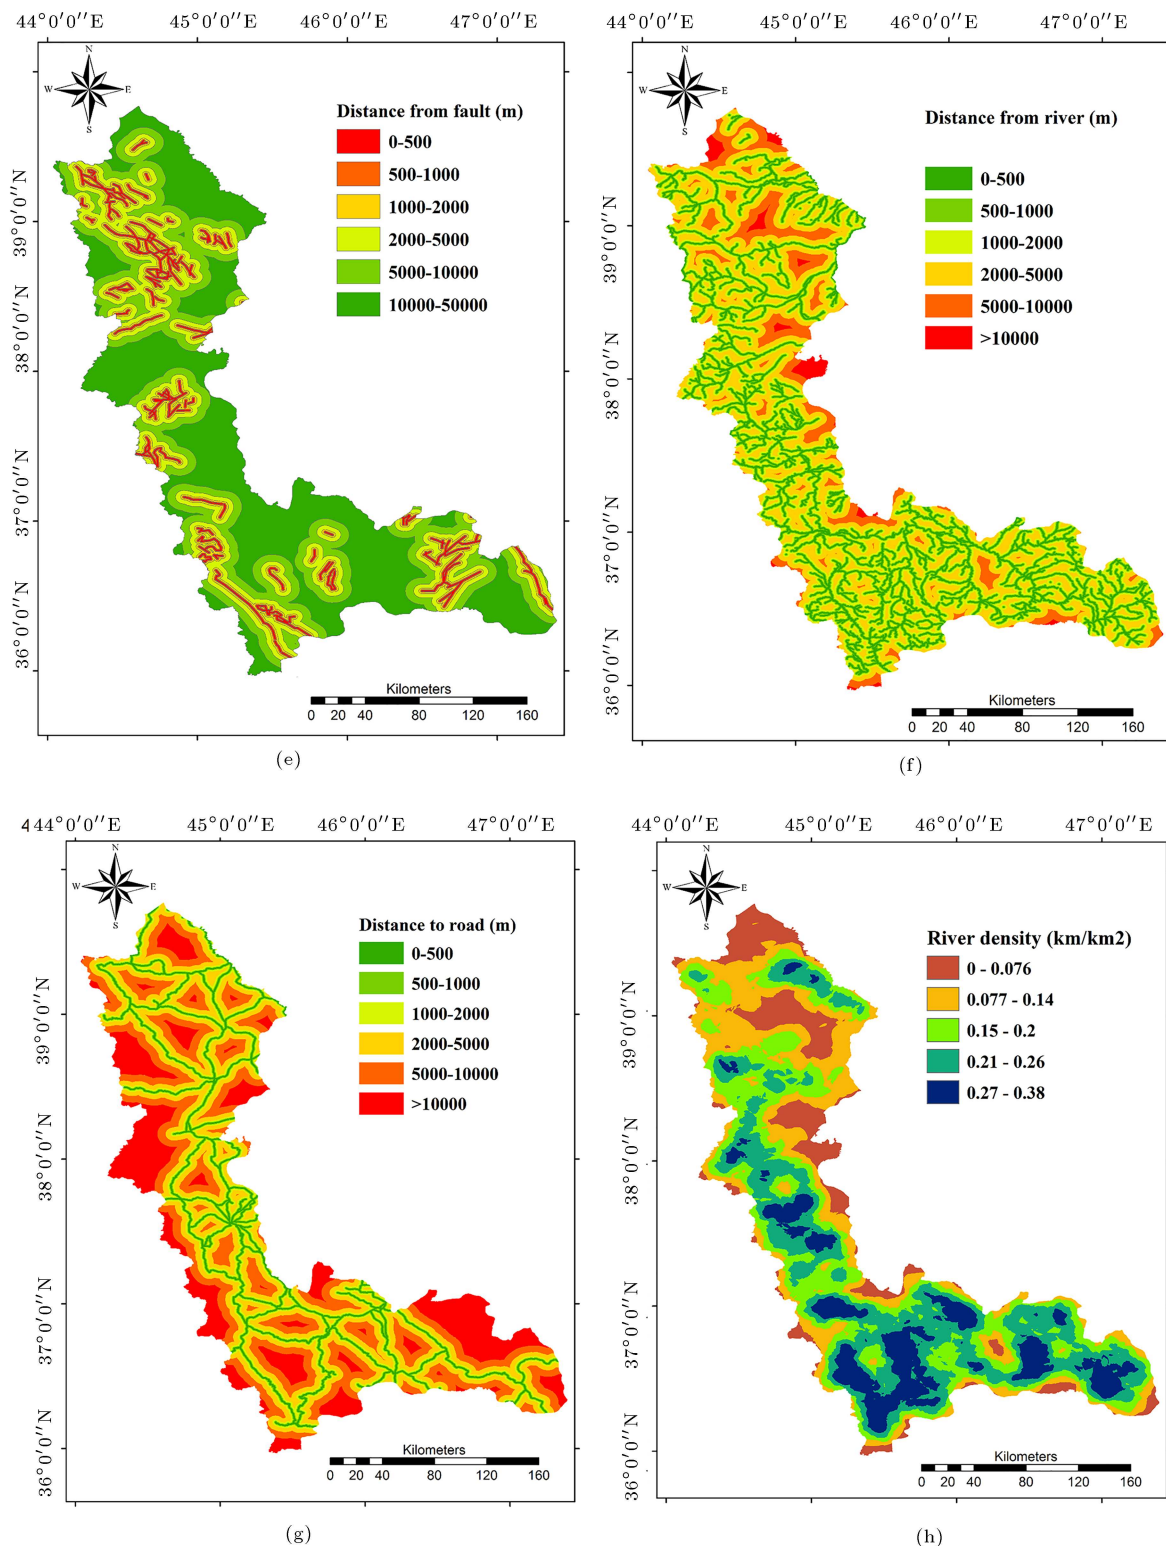 44°0'0''E 45°0'0''E 46°0'0''E 47°0'0''E
N
W E
S
Distance from fault (m)
0-500
500-1000
1000-2000
2000-5000
5000-10000
10000-50000
39°0'0''N
38°0'0''N
37°0'0''N
36°0'0''N
Kilometers
0 20 40 80 120 160
(e)
44°0'0''E 45°0'0''E 46°0'0''E 47°0'0''E
N
W E
S
Distance from river (m)
0-500
500-1000
1000-2000
2000-5000
5000-10000
>10000
39°0'0''N
38°0'0''N
37°0'0''N
36°0'0''N
Kilometers
0 20 40 80 120 160
(f)
4 44°0'0''E 45°0'0''E 46°0'0''E 47°0'0''E
N
W E
S
Distance to road (m)
0-500
500-1000
1000-2000
2000-5000
5000-10000
>10000
39°0'0''N
38°0'0''N
37°0'0''N
36°0'0''N
Kilometers
0 20 40 80 120 160
(g)
44°0'0''E 45°0'0''E 46°0'0''E 47°0'0''E
N
W E
S
River density (km/km2)
0 - 0.076
0.077 - 0.14
0.15 - 0.2
0.21 - 0.26
0.27 - 0.38
39°0'0''N
38°0'0''N
37°0'0''N
36°0'0''N
Kilometers
0 20 40 80 120 160
(h)